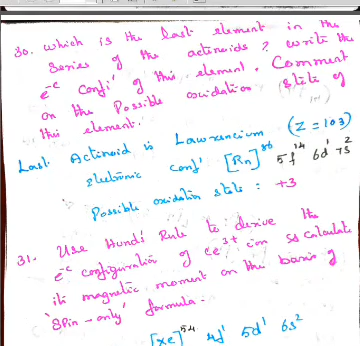 30. which is the last element in the
Series of the actinoids ? write the
e⁻c confi' of this element. Comment
on the Possible oxidation state of
this element.
Last Actinoid is Lawrencium (Z = 103)
electronic conf' [Rn]⁸⁶ 5f¹⁴ 6d¹ 7s²
Possible oxidation state : +3
31. Use Hund's Rule to derive the
e⁻c configuration of ce³⁺ ion & calculate
its magnetic moment on the basis of
'Spin - only' formula.
[xe]⁵⁴ 4f¹ 5d¹ 6s²